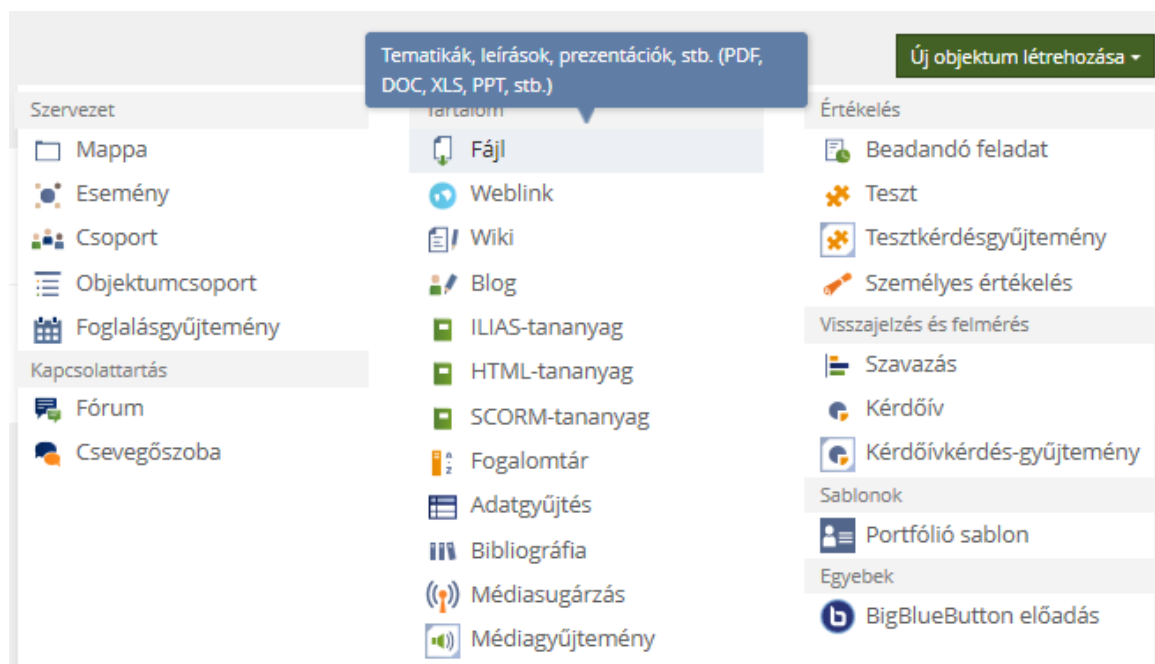 Tematikák, leírások, prezentációk, stb. (PDF,
DOC, XLS, PPT, stb.)
Új objektum létrehozása
Szervezet
Mappa
Esemény
Csoport
Objektumcsoport
Foglalásgyűjtemény
Kapcsolattartás
Fórum
Csevegőszoba
Tartalom
Fájl
Weblink
Wiki
Blog
ILIAS-tananyag
HTML-tananyag
SCORM-tananyag
Fogalomtár
Adatgyűjtés
Bibliográfia
Médiasugárzás
Médiagyűjtemény
Értékelés
Beadandó feladat
Teszt
Tesztkérdésgyűjtemény
Személyes értékelés
Visszajelzés és felmérés
Szavazás
Kérdőív
Kérdőívkérdés-gyűjtemény
Sablonok
Portfólió sablon
Egyebek
BigBlueButton előadás